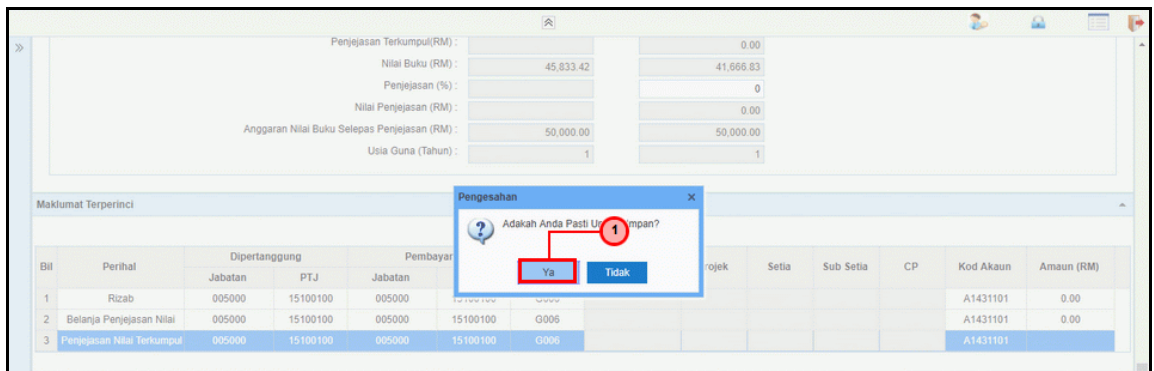 Penjejasan Terkumpul(RM) : 0.00
Nilai Buku (RM) : 45,833.42 41,666.83
Penjejasan (%) : 0
Nilai Penjejasan (RM) : 0.00
Anggaran Nilai Buku Selepas Penjejasan (RM) : 50,000.00 50,000.00
Usia Guna (Tahun) : 1 1
Maklumat Terperinci
Pengesahan x
Adakah Anda Pasti mpan?
1
Ya Tidak
Bil Perihal Dipertanggung Pembayar rojek Setia Sub Setia CP Kod Akaun Amaun (RM)
Jabatan PTJ Jabatan
1 Rizab 005000 15100100 005000 A1431101 0.00
2 Belanja Penjejasan Nilai 005000 15100100 005000 15100100 G006 A1431101 0.00
3 Penjejasan Nilai Terkumpul 005000 15100100 005000 15100100 G006 A1431101